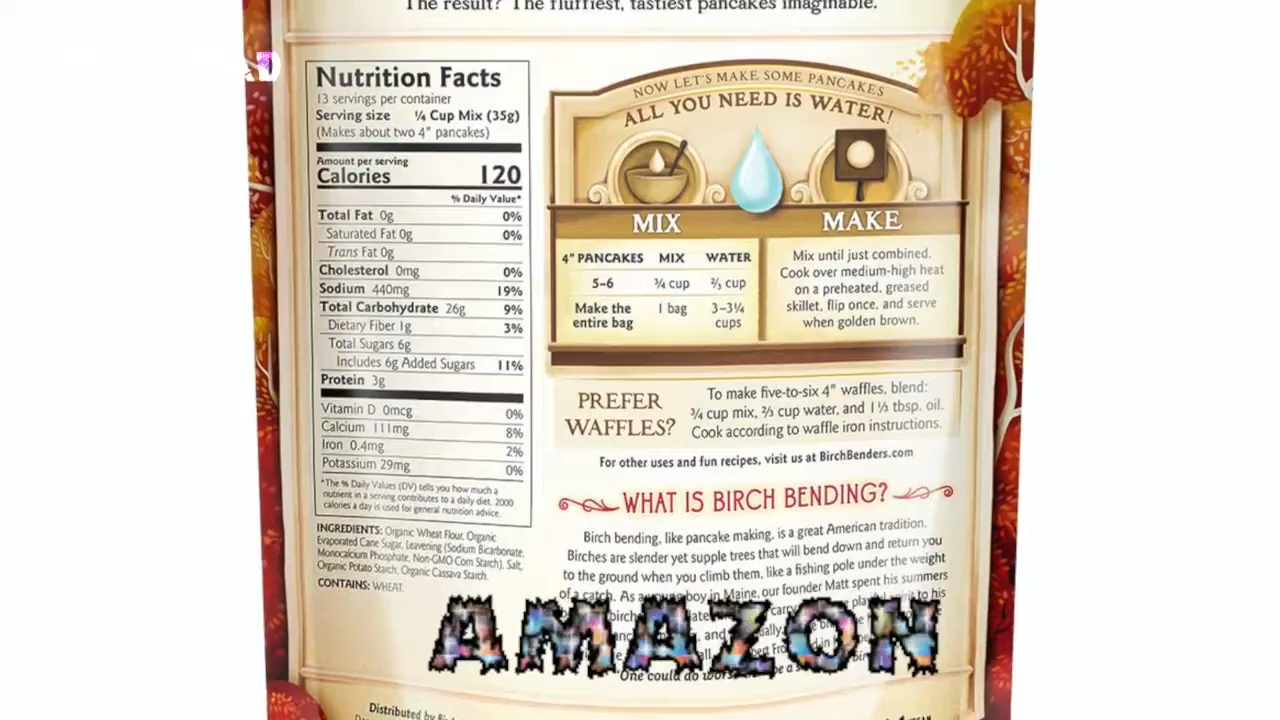 The result? The fluffiest, tastiest pancakes imaginable.
Nutrition Facts
13 servings per container
Serving size ¼ Cup Mix (35g)
(Makes about two 4" pancakes)
Amount per serving
Calories 120
% Daily Value*
Total Fat 0g 0%
Saturated Fat 0g 0%
Trans Fat 0g
Cholesterol 0mg 0%
Sodium 440mg 19%
Total Carbohydrate 26g 9%
Dietary Fiber 1g 3%
Total Sugars 6g
Includes 6g Added Sugars 11%
Protein 3g
Vitamin D 0mcg 0%
Calcium 111mg 8%
Iron 0.4mg 2%
Potassium 29mg 0%
*The % Daily Values (DV) tells you how much a
nutrient in a serving contributes to a daily diet. 2000
calories a day is used for general nutrition advice.
INGREDIENTS: Organic Wheat Flour, Organic
Evaporated Cane Sugar, Leavening (Sodium Bicarbonate,
Monocalcium Phosphate, Non-GMO Corn Starch), Salt,
Organic Potato Starch, Organic Cassava Starch.
CONTAINS: WHEAT.
NOW LET'S MAKE SOME PANCAKES
ALL YOU NEED IS WATER!
MIX
4" PANCAKES MIX WATER
5-6 ¾ cup ⅔ cup
Make the entire bag 1 bag 3-3¼ cups
MAKE
Mix until just combined.
Cook over medium-high heat
on a preheated, greased
skillet, flip once, and serve
when golden brown.
PREFER
WAFFLES?
To make five-to-six 4" waffles, blend:
¾ cup mix, ⅔ cup water, and 1⅓ tbsp. oil.
Cook according to waffle iron instructions.
For other uses and fun recipes, visit us at BirchBenders.com
WHAT IS BIRCH BENDING?
Birch bending, like pancake making, is a great American tradition.
Birches are slender yet supple trees that will bend down and return you
to the ground when you climb them, like a fishing pole under the weight
of a catch. As a young boy in Maine, our founder Matt spent his summers
birch carry to his
and
"One could do
AMAZON
Distributed by